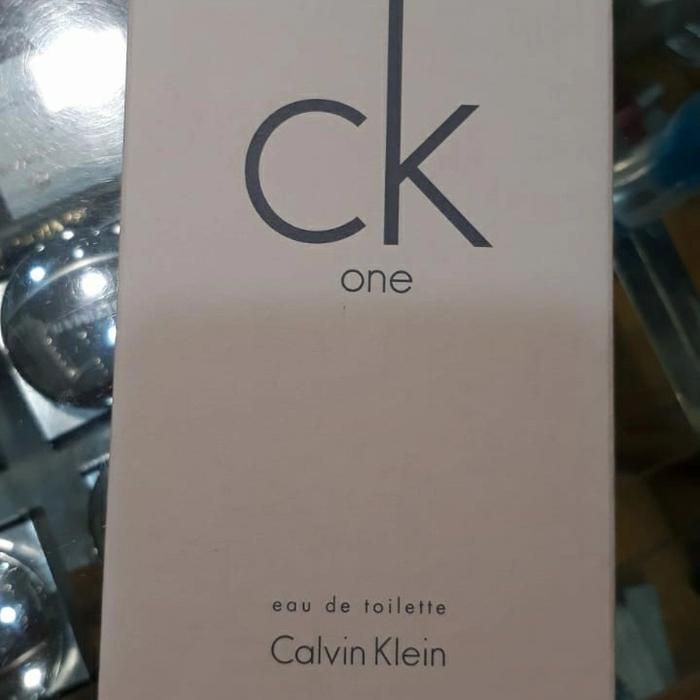 ck
one
eau de toilette
Calvin Klein